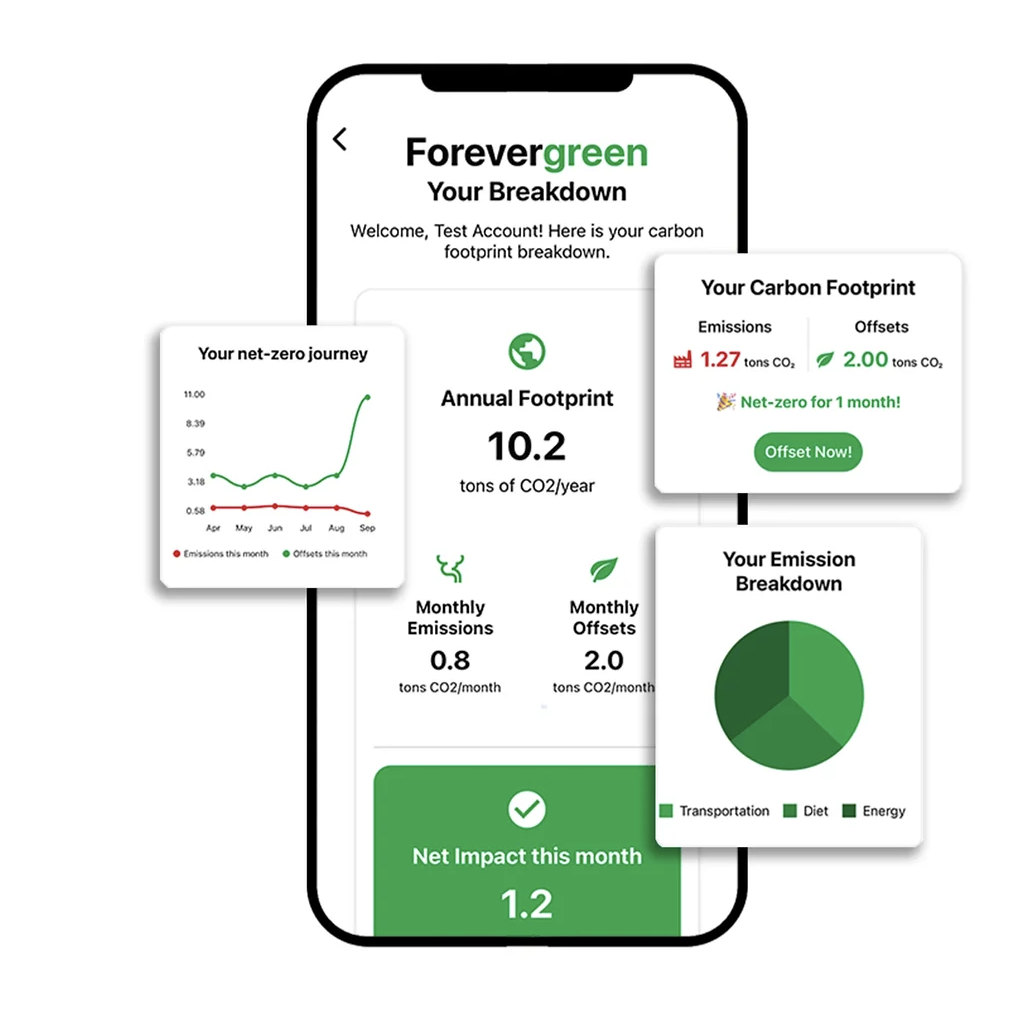 Forevergreen
Your Breakdown
Welcome, Test Account! Here is your carbon
footprint breakdown.
Annual Footprint
10.2
tons of CO2/year
Monthly
Emissions
0.8
tons CO2/month
Monthly
Offsets
2.0
tons CO2/month
Net Impact this month
1.2
Your net-zero journey
11.00
8.39
5.79
3.18
0.58
Apr May Jun Jul Aug Sep
Emissions this month Offsets this month
Your Carbon Footprint
Emissions Offsets
1.27 tons CO₂ 2.00 tons CO₂
🎉 Net-zero for 1 month!
Offset Now!
Your Emission
Breakdown
Transportation Diet Energy